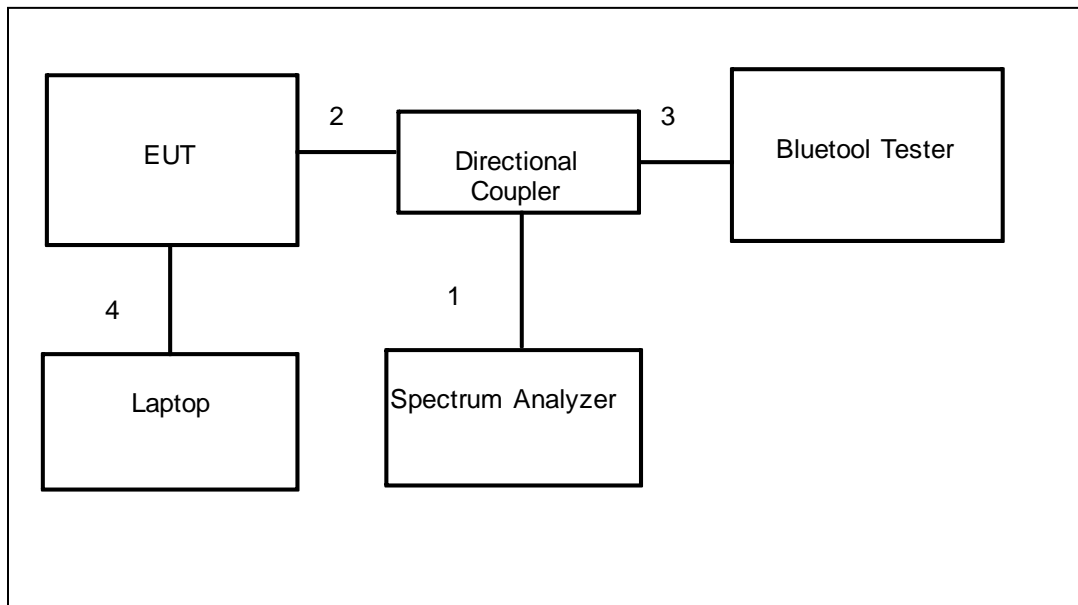 EUT
2
Directional
Coupler
3
Bluetool Tester
4
1
Laptop
Spectrum Analyzer